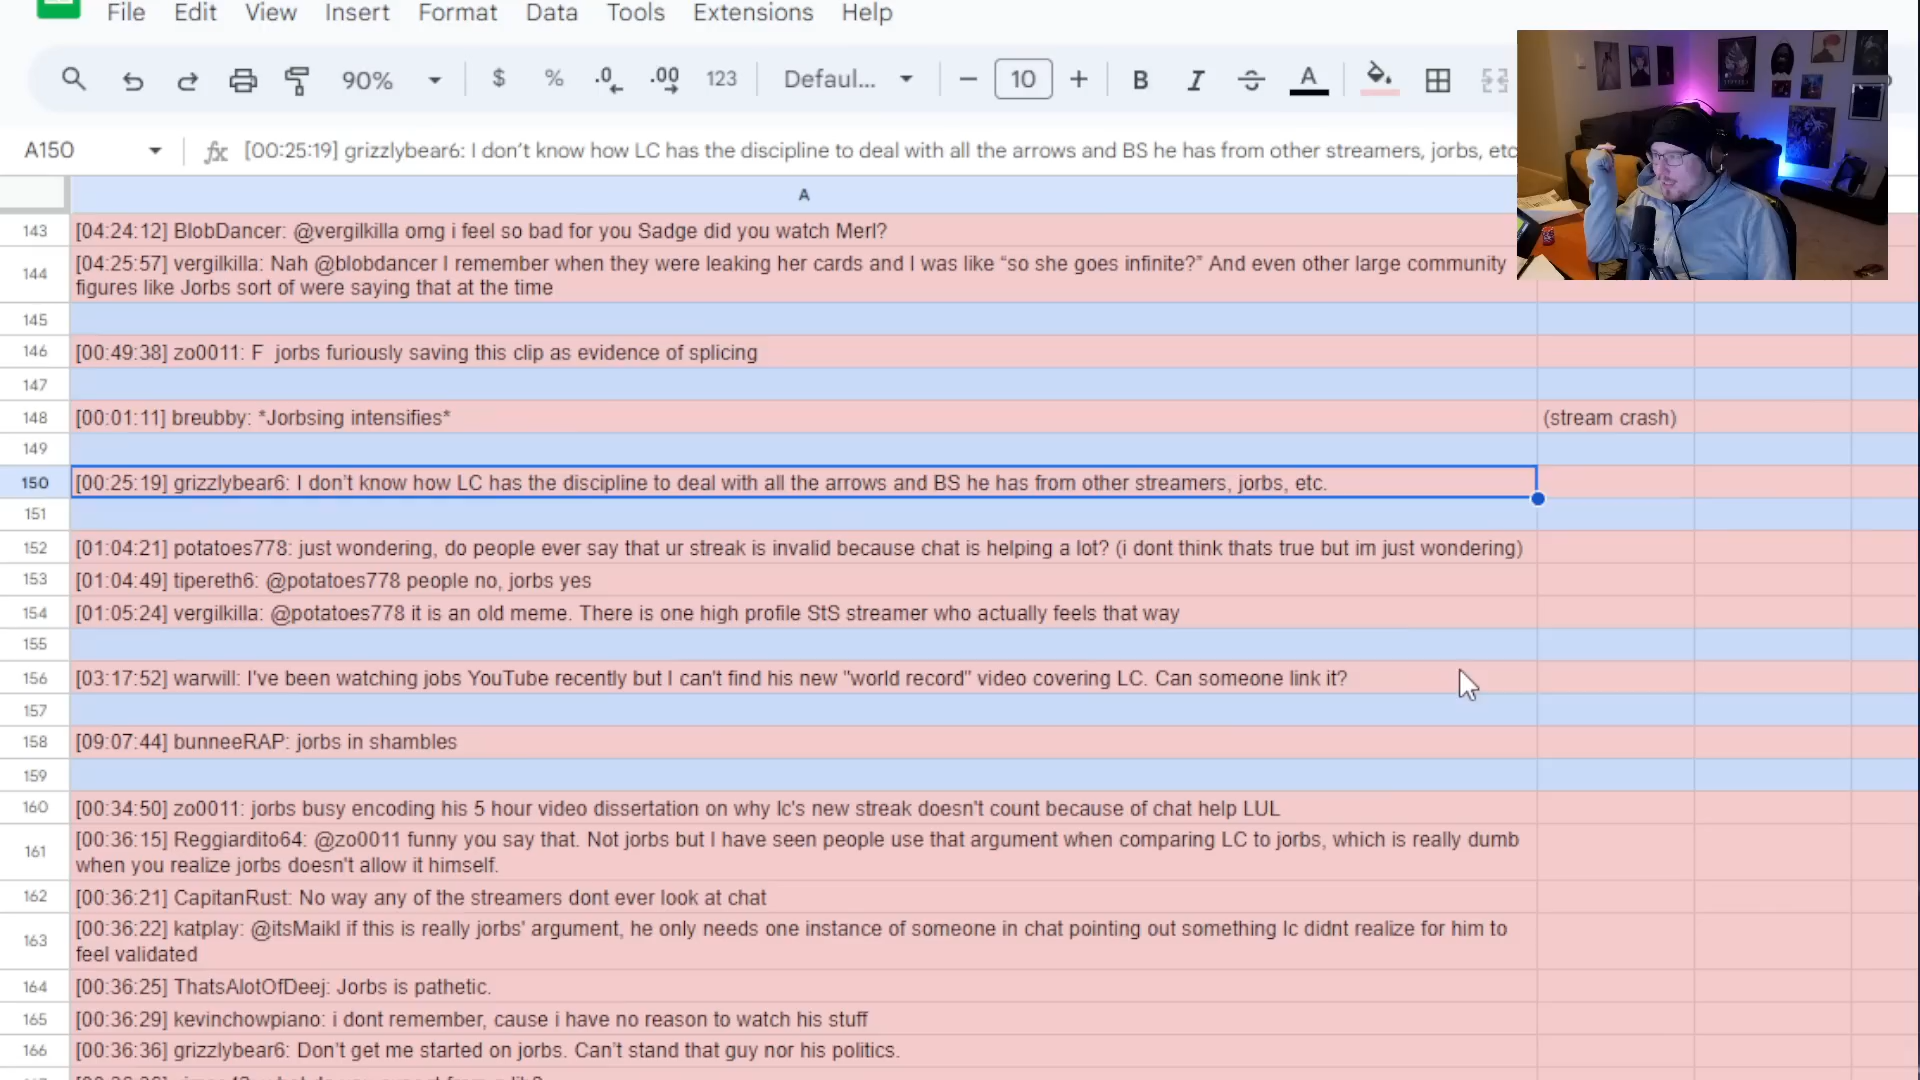 File Edit View Insert Format Data Tools Extensions Help
90% $ % .0 .00 123 Defaul... 10 B I A
A150 fx [00:25:19] grizzlybear6: I don't know how LC has the discipline to deal with all the arrows and BS he has from other streamers, jorbs, etc
A
143 [04:24:12] BlobDancer: @vergilkilla omg i feel so bad for you Sadge did you watch Merl?
144 [04:25:57] vergilkilla: Nah @blobdancer I remember when they were leaking her cards and I was like “so she goes infinite?” And even other large community
figures like Jorbs sort of were saying that at the time
145
146 [00:49:38] zo0011: F  jorbs furiously saving this clip as evidence of splicing
147
148 [00:01:11] breubby: *Jorbsing intensifies* (stream crash)
149
150 [00:25:19] grizzlybear6: I don't know how LC has the discipline to deal with all the arrows and BS he has from other streamers, jorbs, etc.
151
152 [01:04:21] potatoes778: just wondering, do people ever say that ur streak is invalid because chat is helping a lot? (i dont think thats true but im just wondering)
153 [01:04:49] tipereth6: @potatoes778 people no, jorbs yes
154 [01:05:24] vergilkilla: @potatoes778 it is an old meme. There is one high profile StS streamer who actually feels that way
155
156 [03:17:52] warwill: I've been watching jobs YouTube recently but I can't find his new "world record" video covering LC. Can someone link it?
157
158 [09:07:44] bunneeRAP: jorbs in shambles
159
160 [00:34:50] zo0011: jorbs busy encoding his 5 hour video dissertation on why lc's new streak doesn't count because of chat help LUL
161 [00:36:15] Reggiardito64: @zo0011 funny you say that. Not jorbs but I have seen people use that argument when comparing LC to jorbs, which is really dumb
when you realize jorbs doesn't allow it himself.
162 [00:36:21] CapitanRust: No way any of the streamers dont ever look at chat
163 [00:36:22] katplay: @itsMaikl if this is really jorbs' argument, he only needs one instance of someone in chat pointing out something lc didnt realize for him to
feel validated
164 [00:36:25] ThatsAlotOfDeej: Jorbs is pathetic.
165 [00:36:29] kevinchowpiano: i dont remember, cause i have no reason to watch his stuff
166 [00:36:36] grizzlybear6: Don't get me started on jorbs. Can't stand that guy nor his politics.